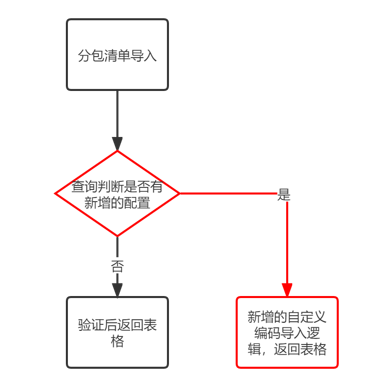 分包清单导入
查询判断是否有
新增的配置
是
否
验证后返回表
格
新增的自定义
编码导入逻
辑，返回表格